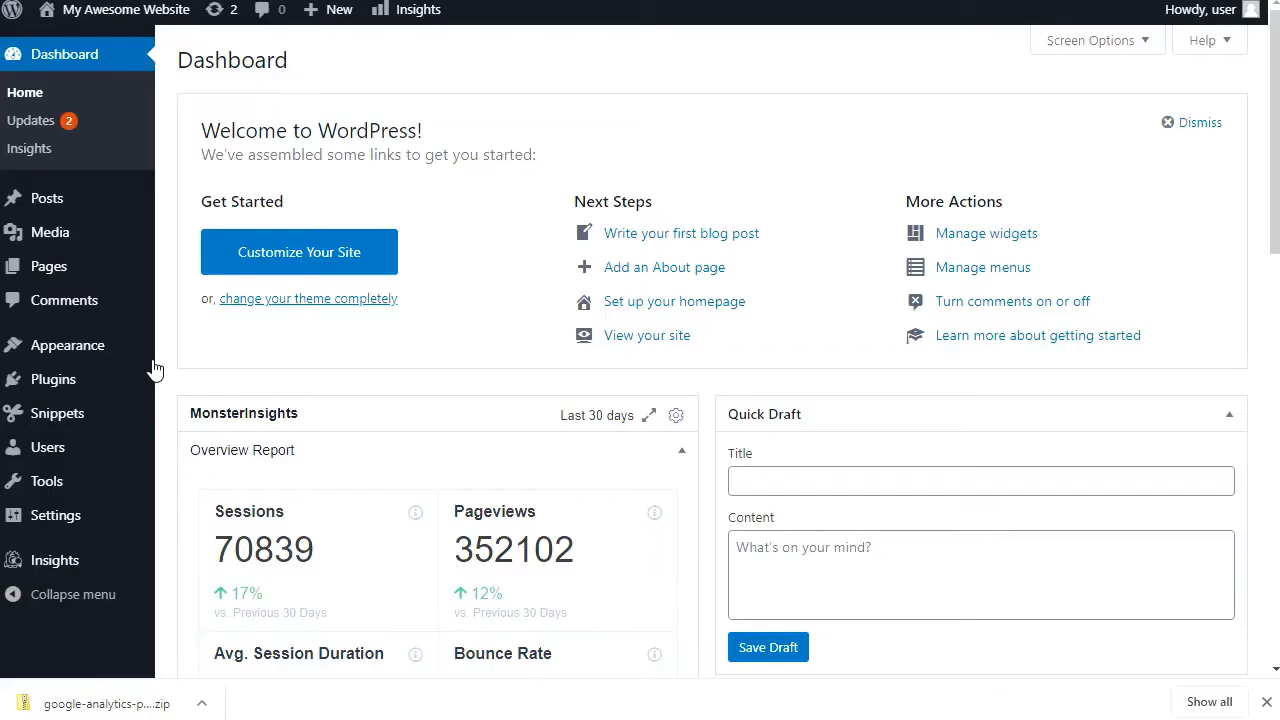 My Awesome Website 2 0 New Insights Howdy, user
Dashboard
Home
Updates 2
Insights
Posts
Media
Pages
Comments
Appearance
Plugins
Snippets
Users
Tools
Settings
Insights
Collapse menu
Screen Options Help
Dashboard
Welcome to WordPress!
Dismiss
We've assembled some links to get you started:
Get Started
Customize Your Site
or, change your theme completely
Next Steps
Write your first blog post
Add an About page
Set up your homepage
View your site
More Actions
Manage widgets
Manage menus
Turn comments on or off
Learn more about getting started
MonsterInsights Last 30 days
Overview Report
Sessions
70839
17%
vs. Previous 30 Days
Pageviews
352102
12%
vs. Previous 30 Days
Avg. Session Duration
Bounce Rate
Quick Draft
Title
Content
What's on your mind?
Save Draft
google-analytics-p....zip
Show all